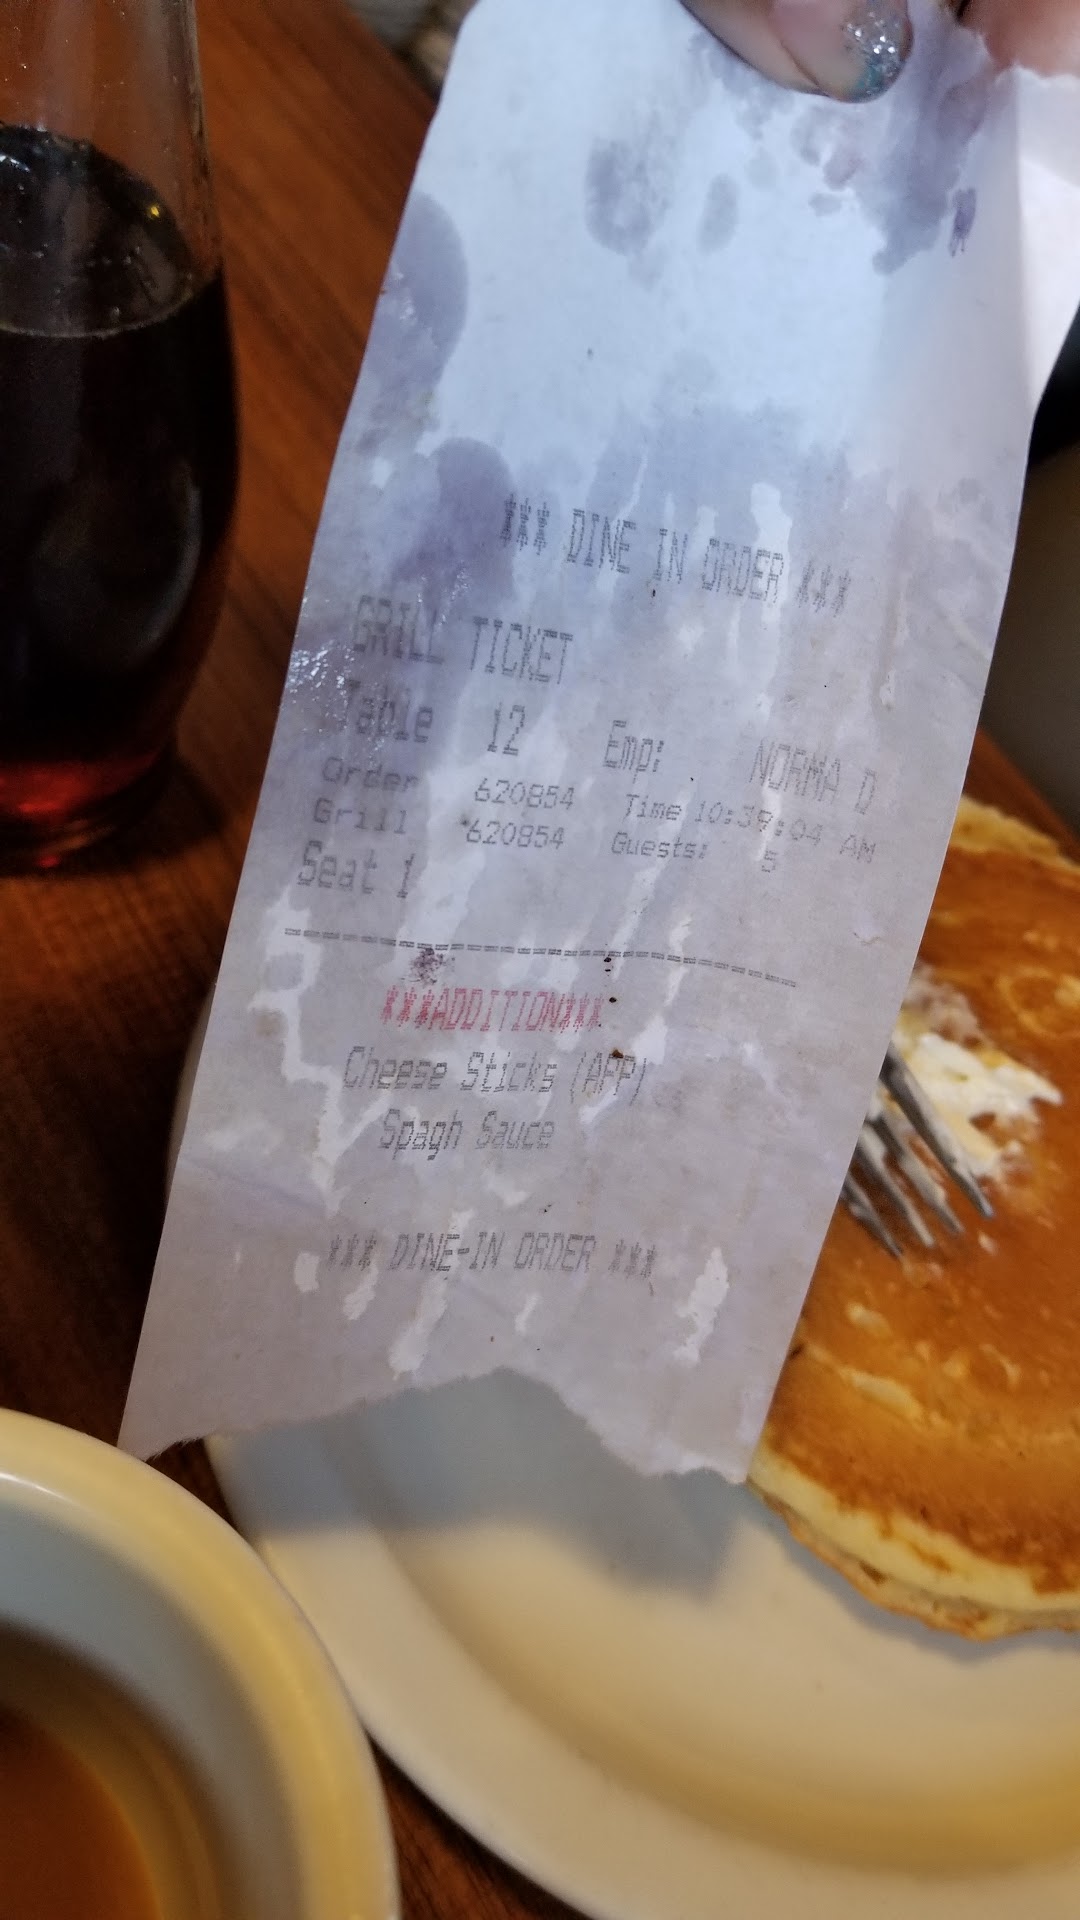 *** DINE IN ORDER ***
GRILL TICKET
Table 12 Emp: NORMA D
Order 620854 Time 10:39:04 AM
Grill 620854 Guests: 5
Seat 1
***ADDITION***
Cheese Sticks (APP)
Spagh Sauce
*** DINE-IN ORDER ***